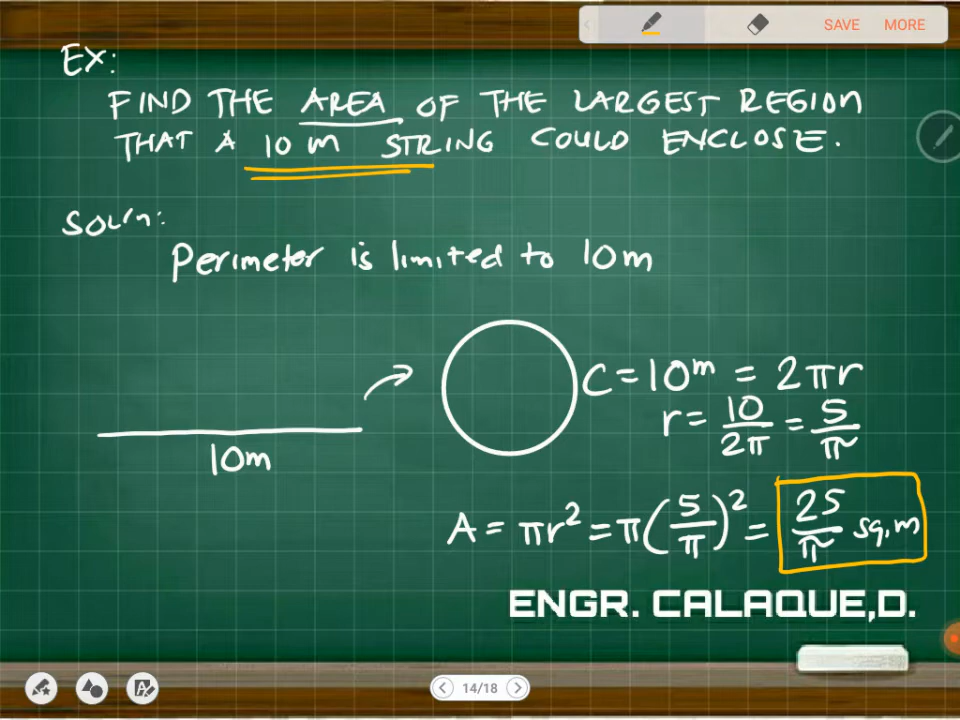 SAVE MORE
EX:
FIND THE AREA OF THE LARGEST REGION
THAT A 10 m STRING COULD ENCLOSE.
Sol'n:
Perimeter is limited to 10m
C = 10m = 2πr
r = 10/2π = 5/π
10m
A = πr² = π(5/π)² = 25/π sq.m
ENGR. CALAQUE,D.
14/18